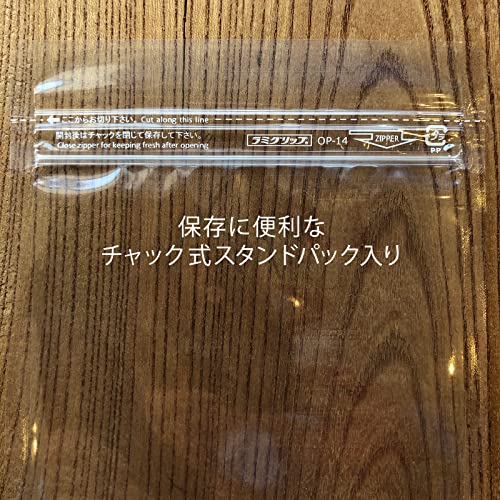 ここからお切り下さい。Cut along this line
開封後はチャックを閉じて保存して下さい。
Close zipper for keeping fresh after opening
ラミグリップ® OP-14 ZIPPER プラ
PP
保存に便利な
チャック式スタンドパック入り